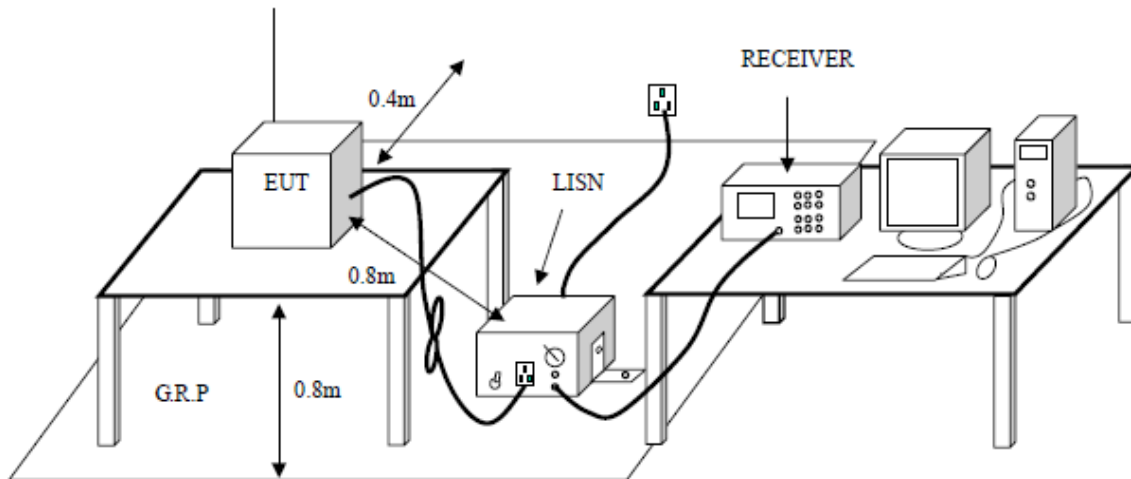 RECEIVER
0.4m
EUT
LISN
0.8m
G.R.P
0.8m